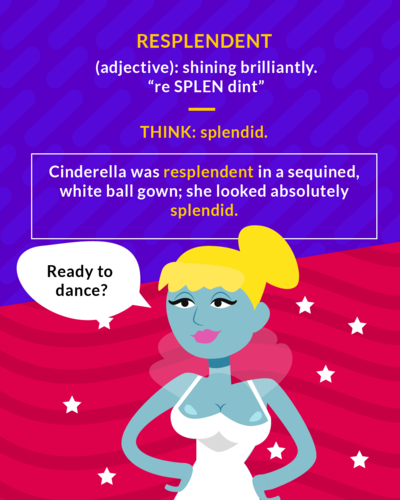 RESPLENDENT
(adjective): shining brilliantly.
“re SPLEN dint”
THINK: splendid.
Cinderella was resplendent in a sequined,
white ball gown; she looked absolutely
splendid.
Ready to
dance?